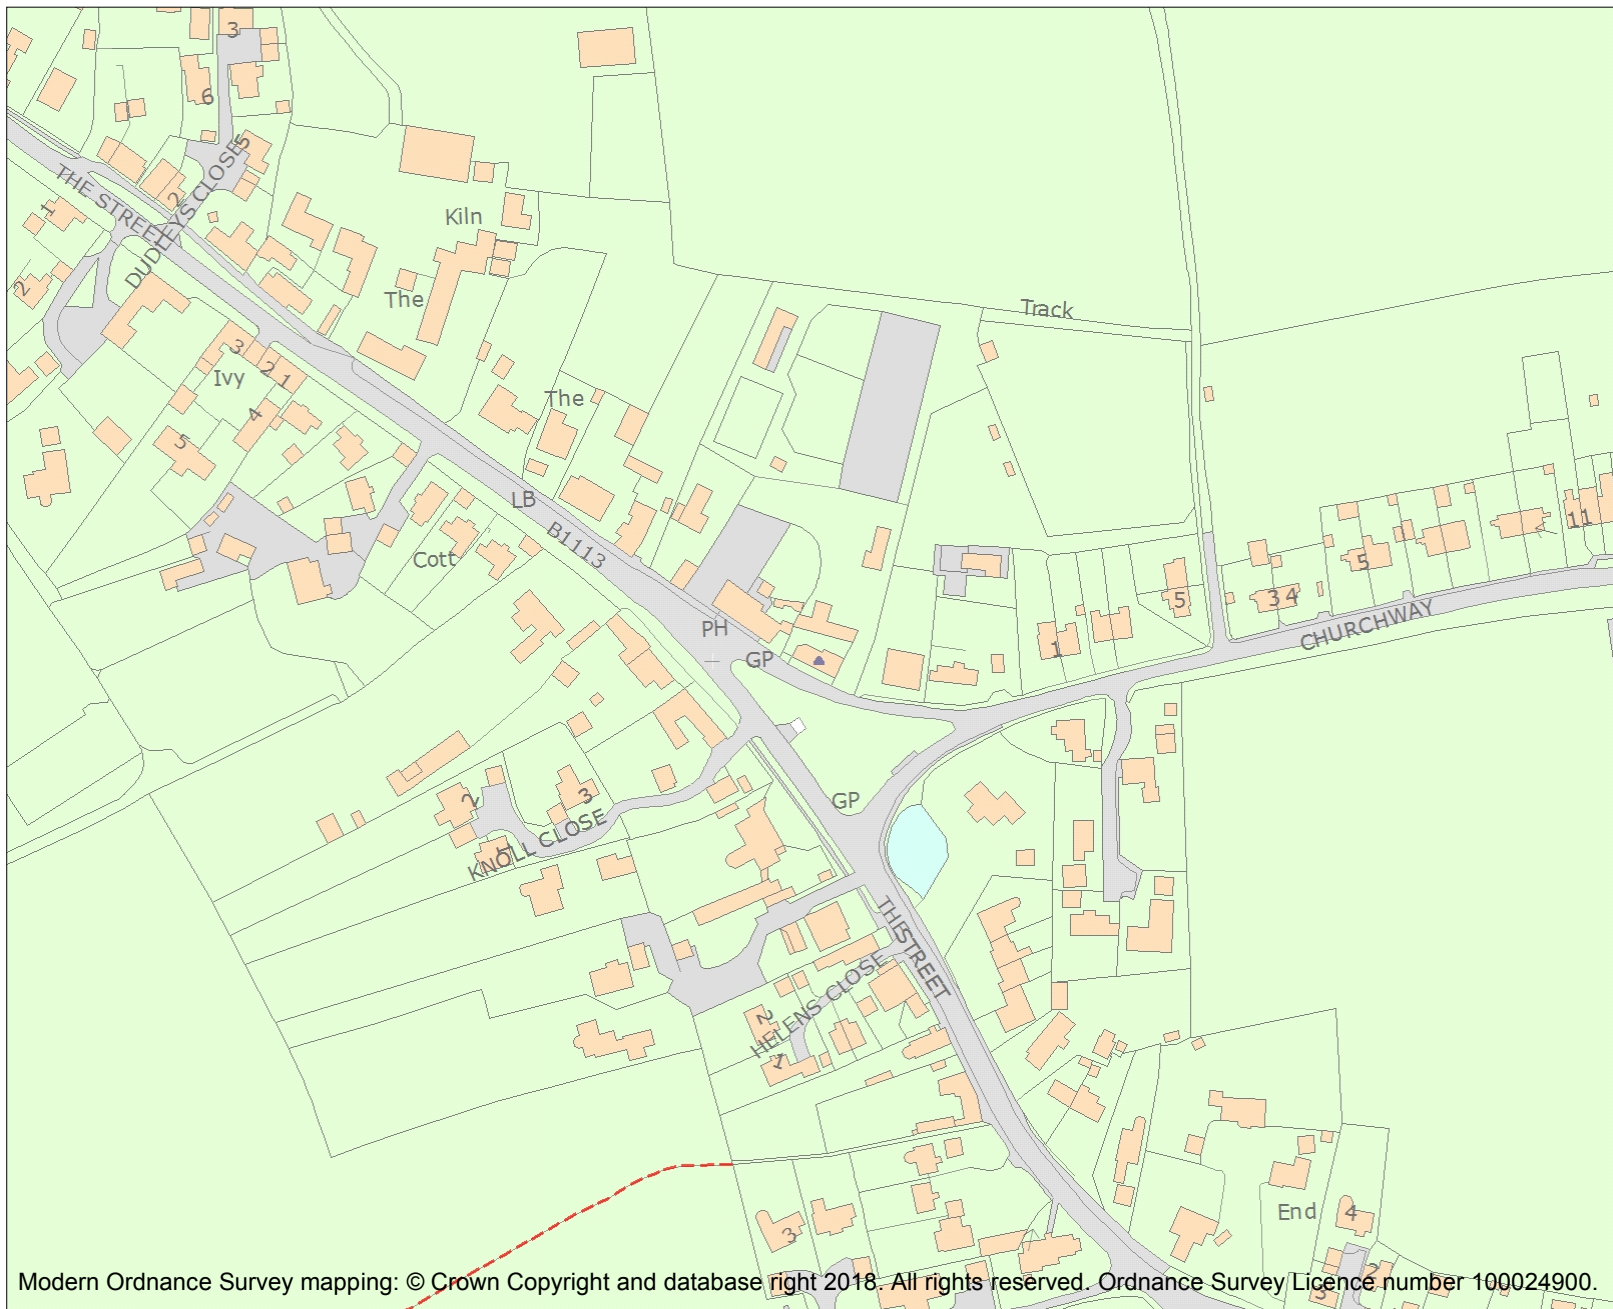 3
6
5
THE STREET
DUDLEYS CLOSE
2
1
2
Kiln
The
Track
3
2
1
Ivy
4
5
The
LB
B1113
Cott
PH
GP
5
3 4
5
11
1
CHURCHWAY
GP
2
3
KNOLL CLOSE
1
THE STREET
HELENS CLOSE
2
1
3
End
4
2
3
Modern Ordnance Survey mapping: © Crown Copyright and database right 2018. All rights reserved. Ordnance Survey Licence number 100024900.